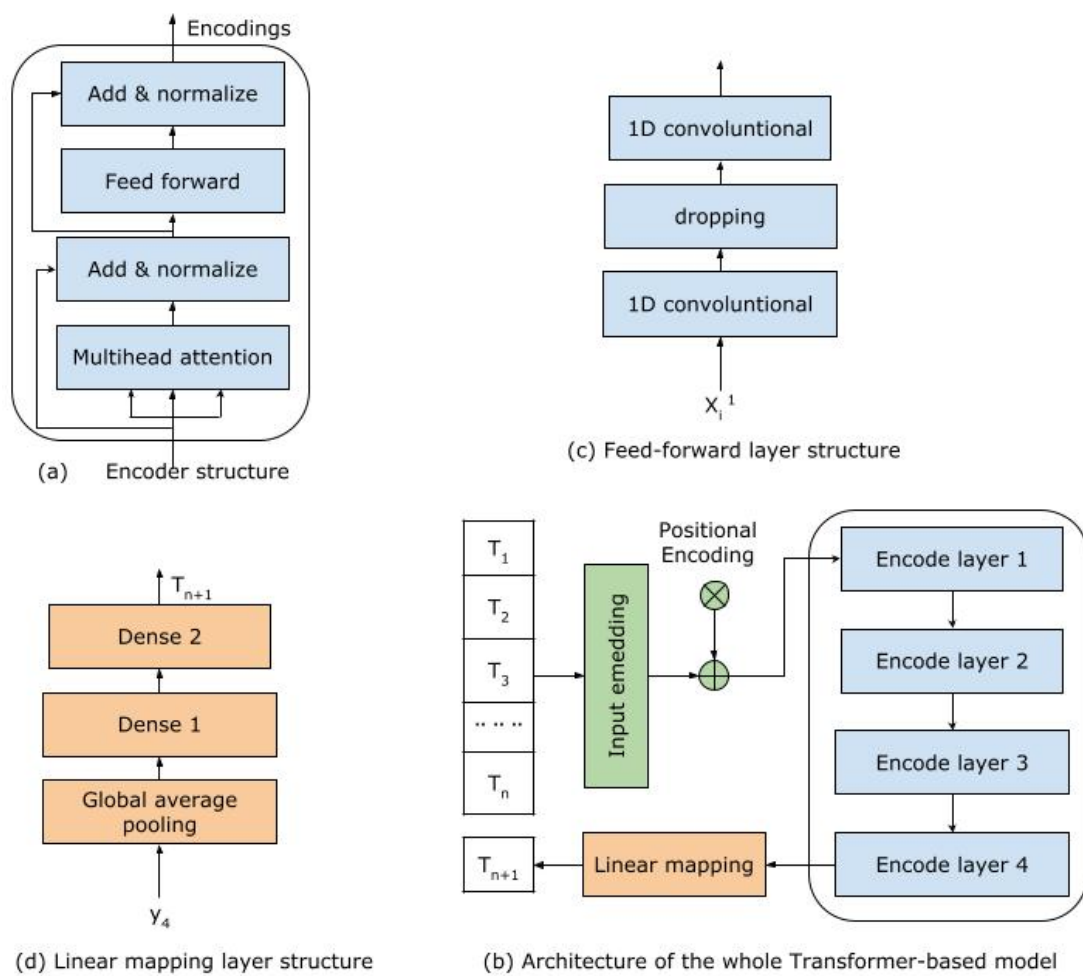 Encodings
Add & normalize
Feed forward
Add & normalize
Multihead attention
(a) Encoder structure
1D convoluntional
dropping
1D convoluntional
X_i^1
(c) Feed-forward layer structure
T_{n+1}
Dense 2
Dense 1
Global average
pooling
y_4
(d) Linear mapping layer structure
T_1
T_2
T_3
.. .. ..
T_n
T_{n+1}
Input emedding
Positional
Encoding
Encode layer 1
Encode layer 2
Encode layer 3
Encode layer 4
Linear mapping
(b) Architecture of the whole Transformer-based model